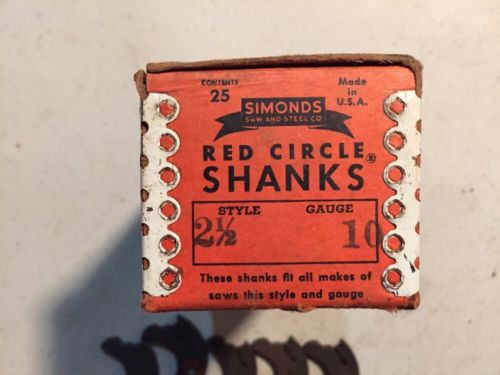 CONTENTS
25
Made
in
U.S.A.
SIMONDS
SAW AND STEEL CO.
RED CIRCLE®
SHANKS
STYLE GAUGE
2½ 10
These shanks fit all makes of
saws this style and gauge